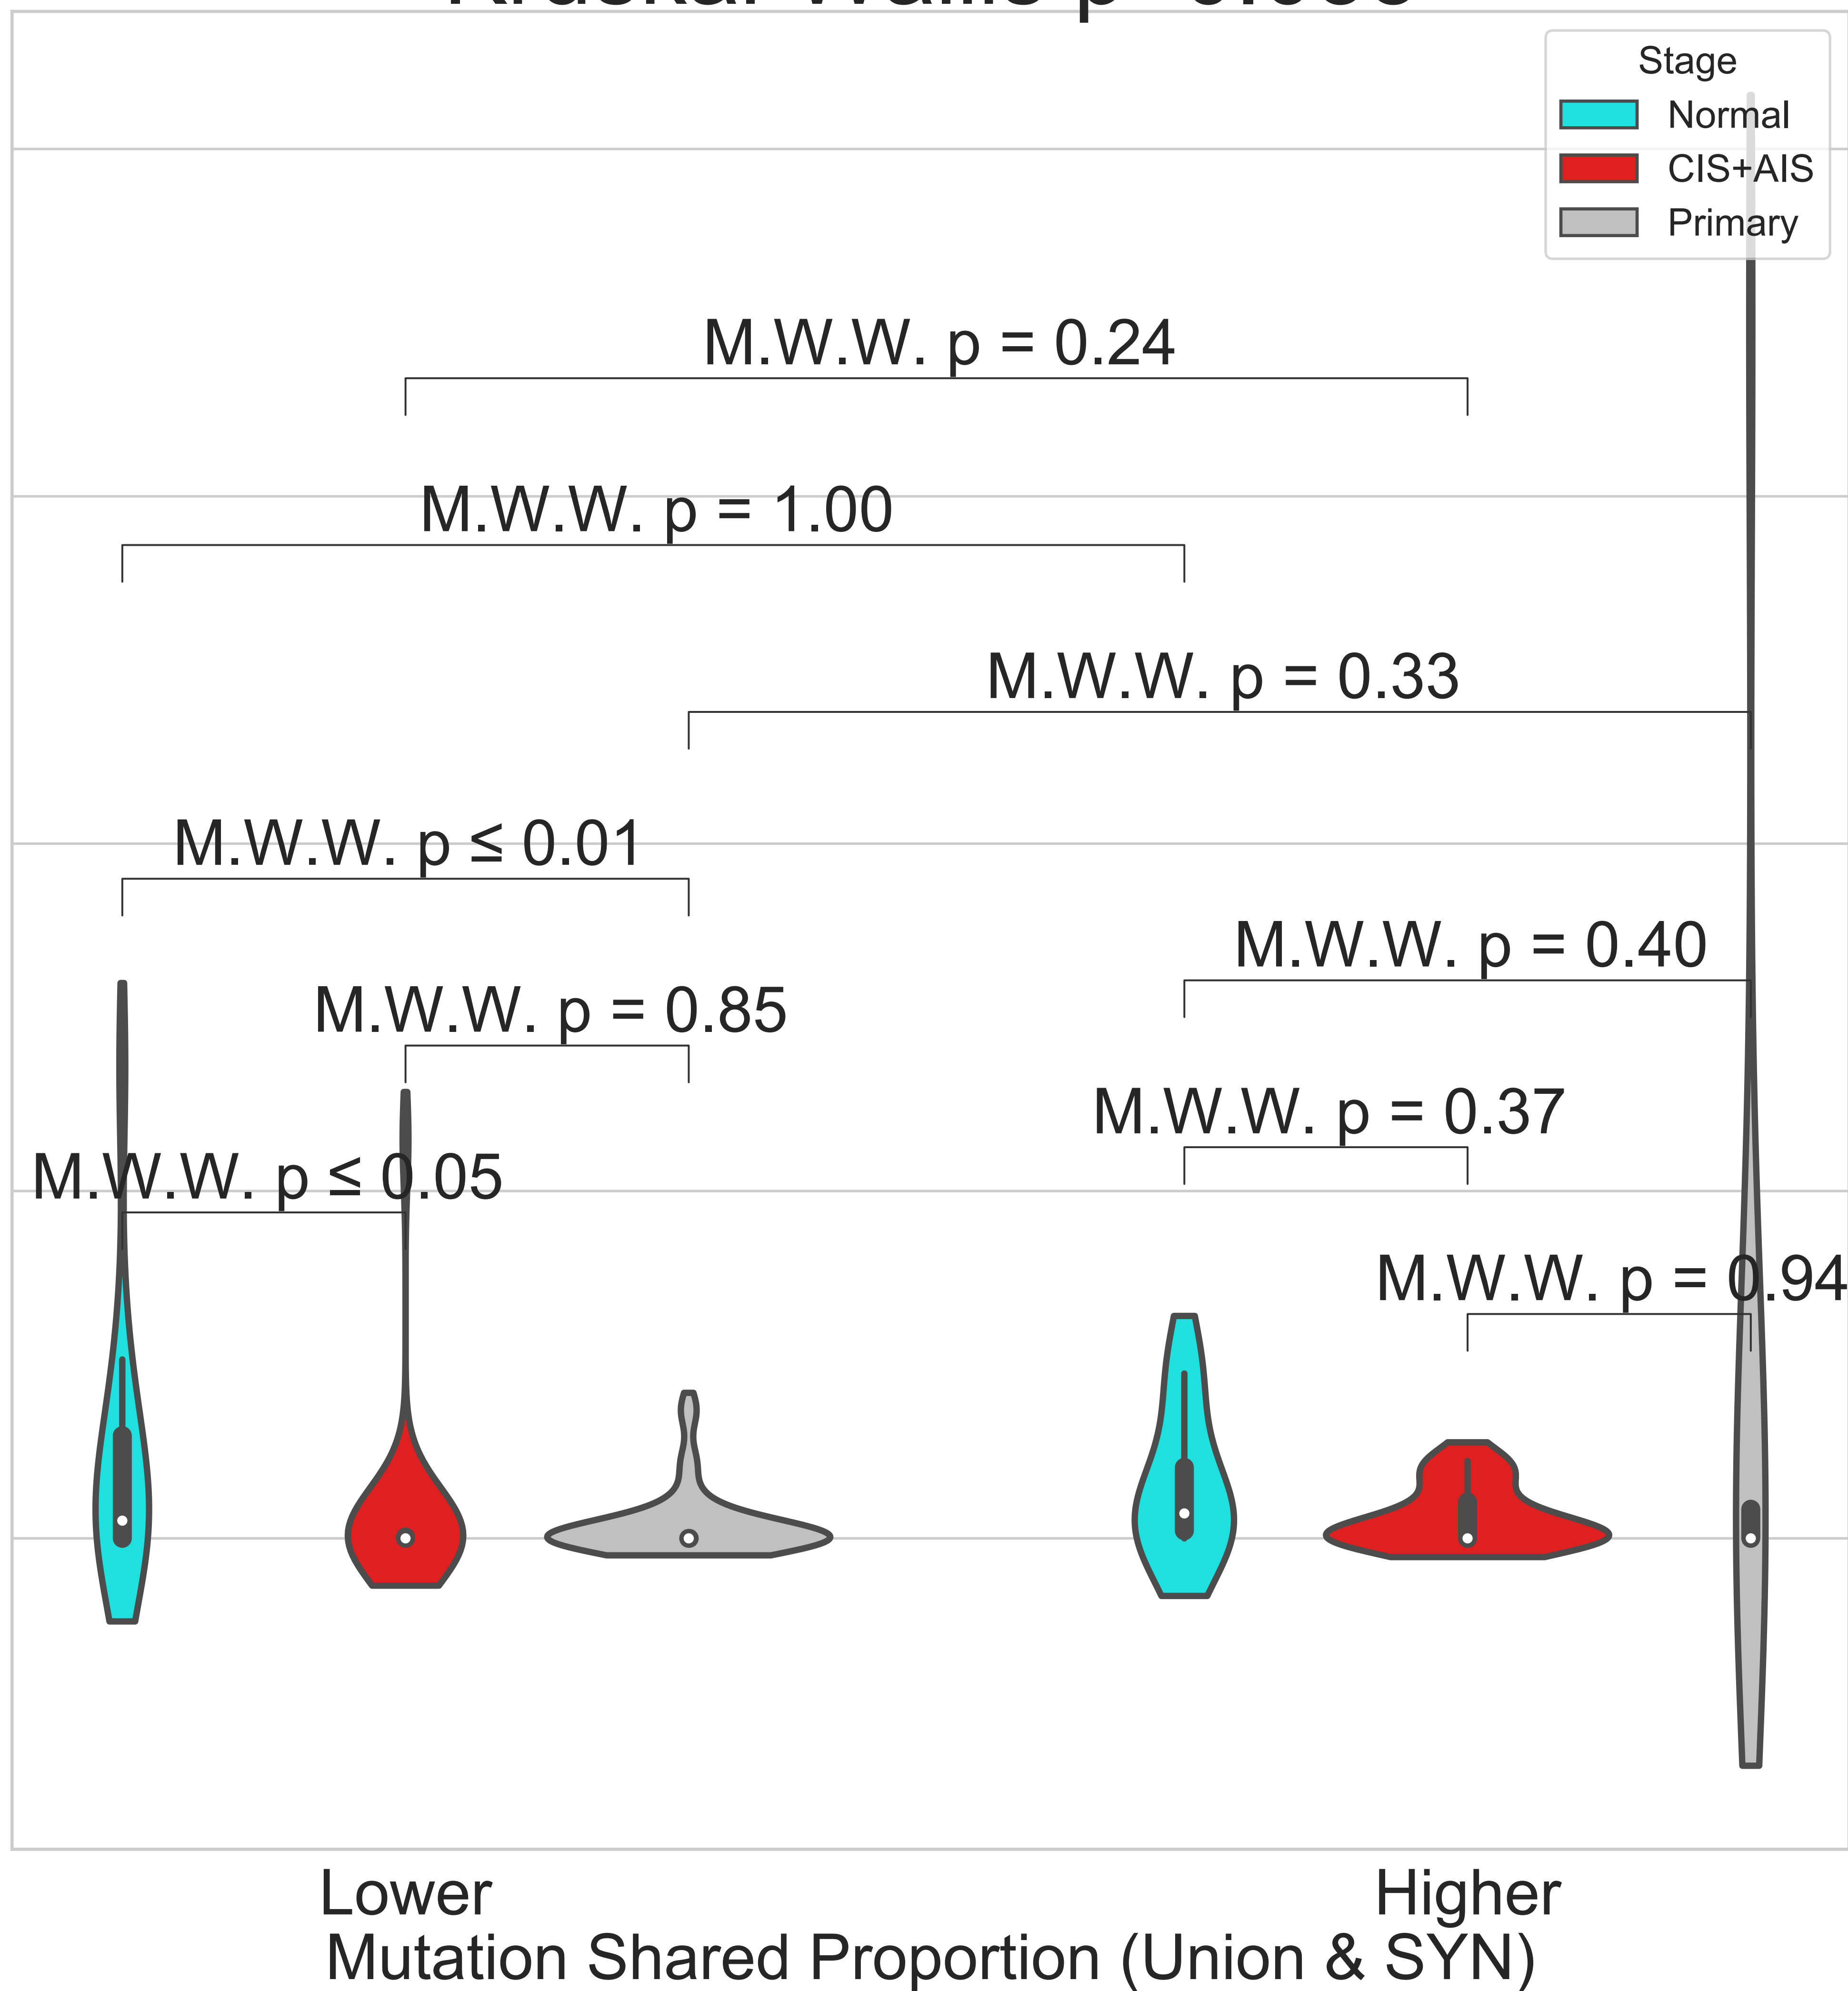 Stage
Normal
CIS+AIS
Primary
M.W.W. p = 0.24
M.W.W. p = 1.00
M.W.W. p = 0.33
M.W.W. p ≤ 0.01
M.W.W. p = 0.40
M.W.W. p = 0.85
M.W.W. p = 0.37
M.W.W. p ≤ 0.05
M.W.W. p = 0.94
Lower
Higher
Mutation Shared Proportion (Union & SYN)